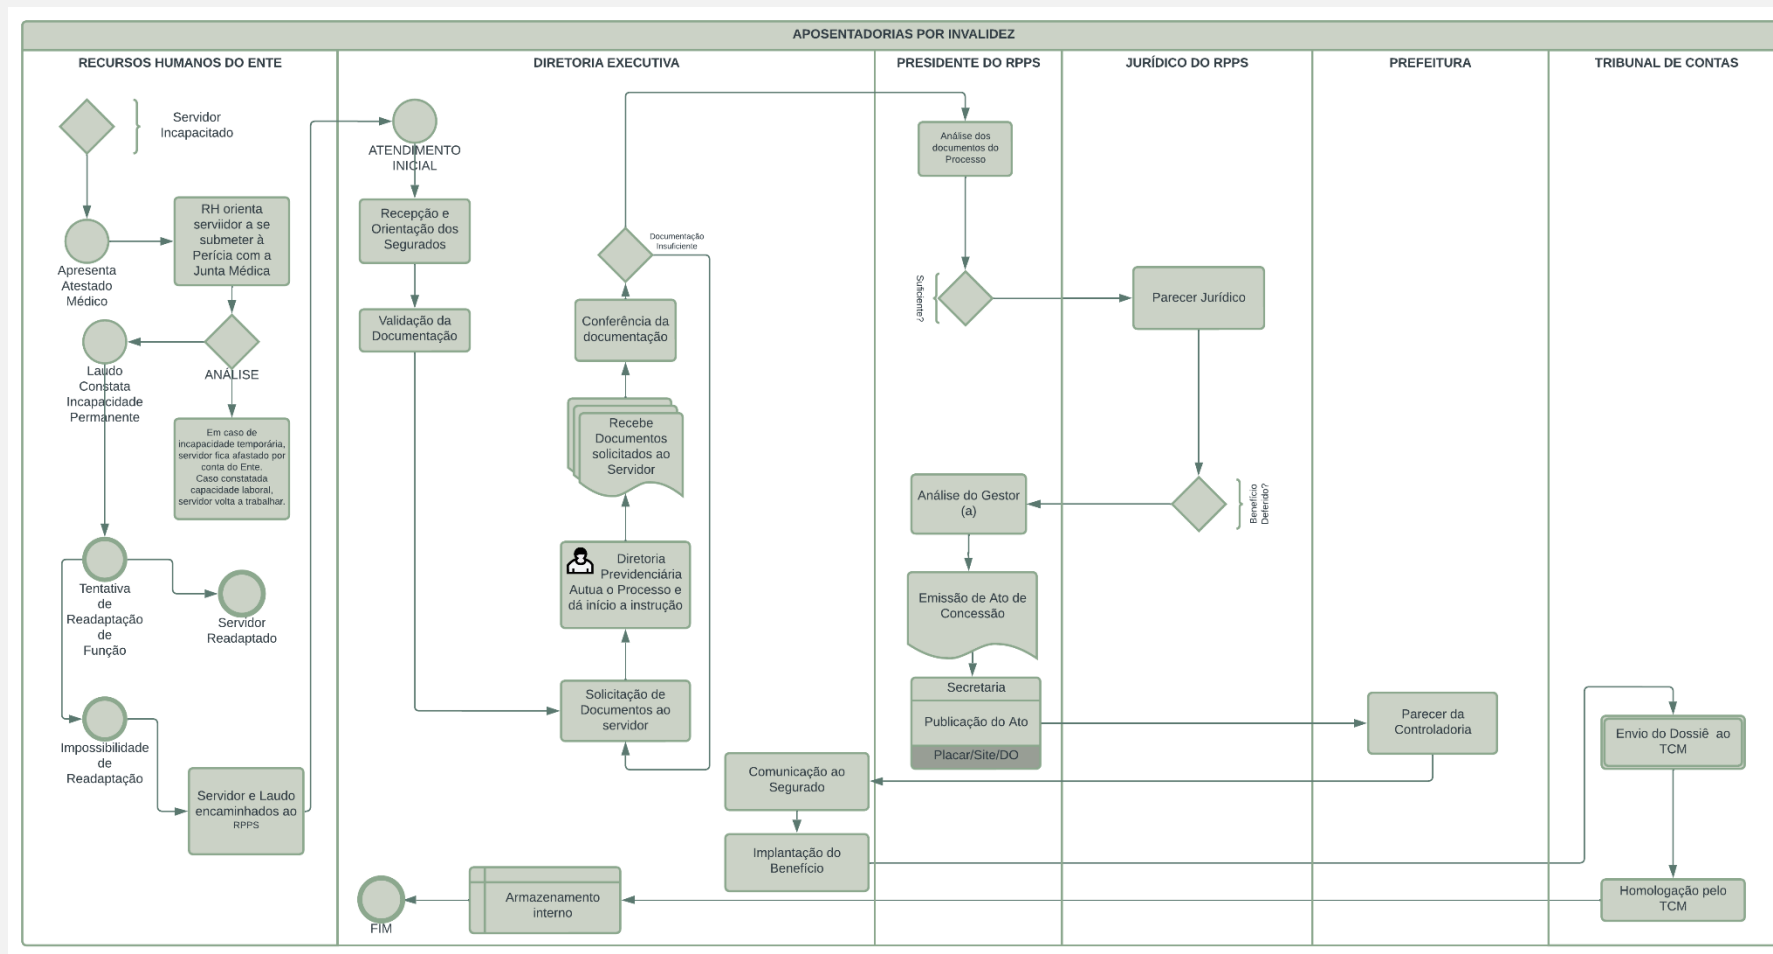 APOSENTADORIAS POR INVALIDEZ
RECURSOS HUMANOS DO ENTE
Servidor
Incapacitado
Apresenta
Atestado
Médico
RH orienta
serviidor a se
submeter à
Perícia com a
Junta Médica
ANÁLISE
Laudo
Constata
Incapacidade
Permanente
Em caso de
incapacidade temporária,
servidor fica afastado por
conta do Ente.
Caso constatada
capacidade laboral,
servidor volta a trabalhar.
Tentativa
de
Readaptação
de
Função
Servidor
Readaptado
Impossibilidade
de
Readaptação
Servidor e Laudo
encaminhados ao
RPPS
DIRETORIA EXECUTIVA
ATENDIMENTO
INICIAL
Recepção e
Orientação dos
Segurados
Validação da
Documentação
Solicitação de
Documentos ao
servidor
Diretoria
Previdenciária
Autua o Processo e
dá início a instrução
Recebe
Documentos
solicitados ao
Servidor
Conferência da
documentação
Documentação
Insuficiente
Comunicação ao
Segurado
Implantação do
Benefício
Armazenamento
interno
FIM
PRESIDENTE DO RPPS
Análise dos
documentos do
Processo
Suficiente?
Análise do Gestor
(a)
Emissão de Ato de
Concessão
Secretaria
Publicação do Ato
Placar/Site/DO
JURÍDICO DO RPPS
Parecer Jurídico
Benefício
Deferido?
PREFEITURA
Parecer da
Controladoria
TRIBUNAL DE CONTAS
Envio do Dossiê ao
TCM
Homologação pelo
TCM